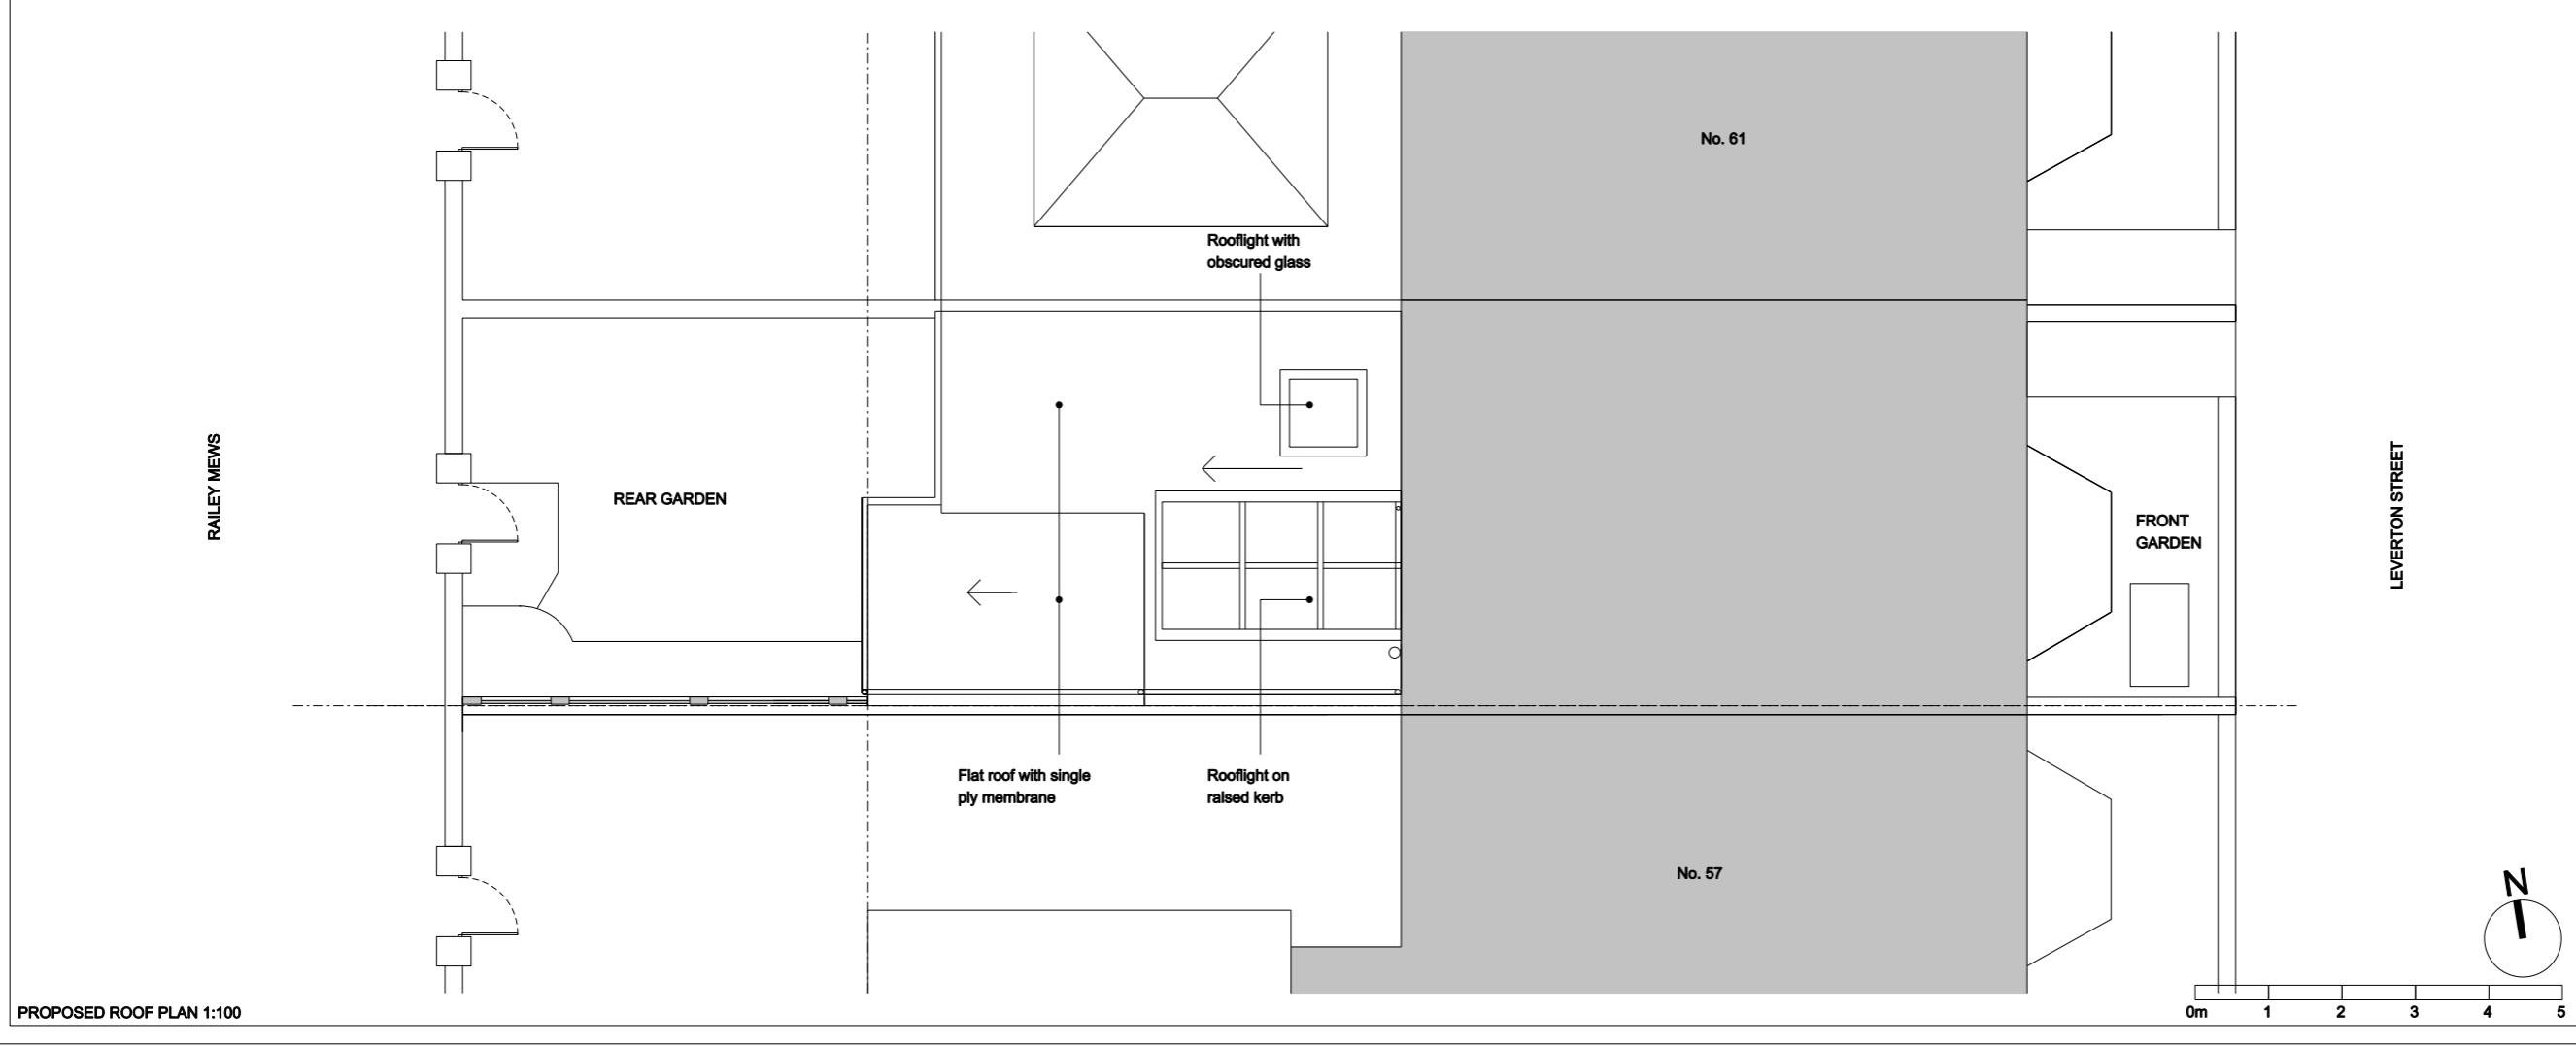 No. 61
Rooflight with
obscured glass
RAILEY MEWS
REAR GARDEN
FRONT
GARDEN
LEVERTON STREET
Flat roof with single
ply membrane
Rooflight on
raised kerb
No. 57
N
PROPOSED ROOF PLAN 1:100
0m 1 2 3 4 5